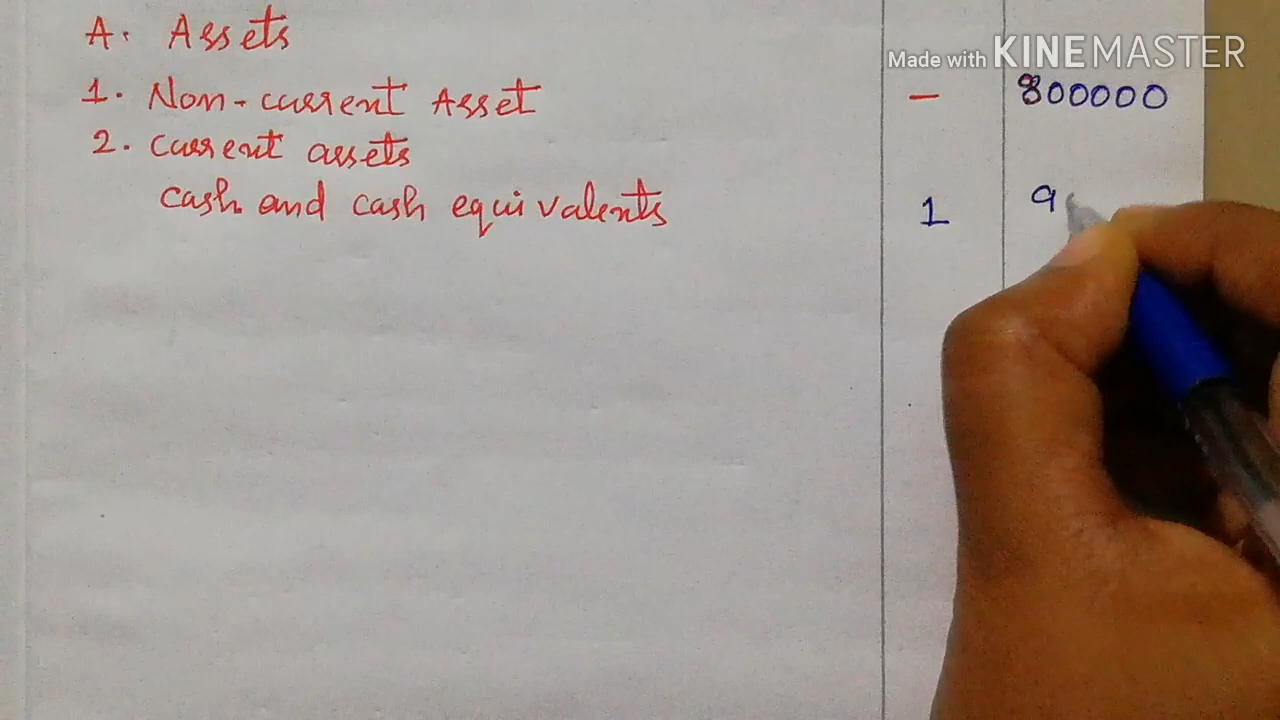 A. Assets
Made with KINEMASTER
1. Non-current Asset - 800000
2. Current assets
Cash and cash equivalents 1 9